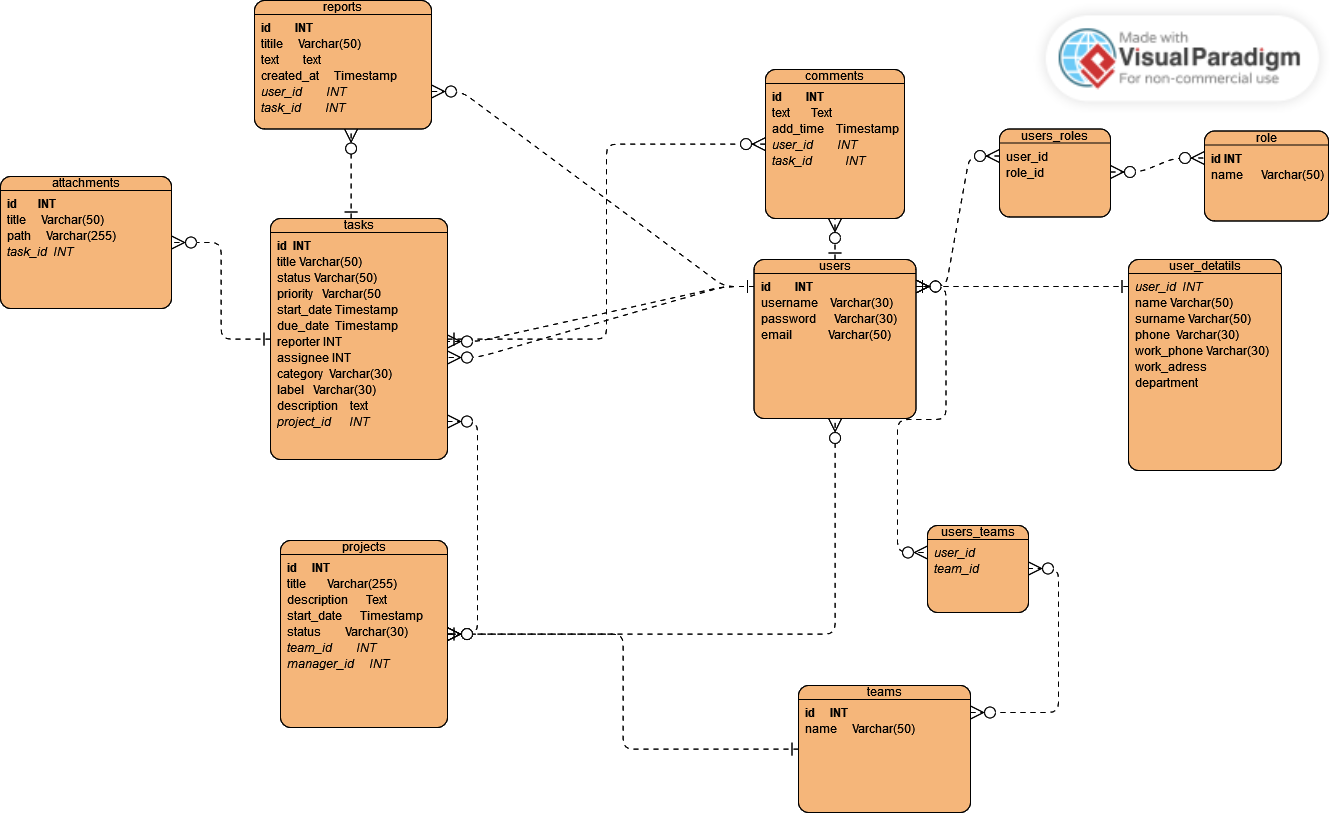 reports
id INT
titile Varchar(50)
text text
created_at Timestamp
user_id INT
task_id INT
Made with
Visual Paradigm
For non-commercial use
comments
id INT
text Text
add_time Timestamp
user_id INT
task_id INT
users_roles
user_id
role_id
role
id INT
name Varchar(50)
attachments
id INT
title Varchar(50)
path Varchar(255)
task_id INT
tasks
id INT
title Varchar(50)
status Varchar(50)
priority Varchar(50
start_date Timestamp
due_date Timestamp
reporter INT
assignee INT
category Varchar(30)
label Varchar(30)
description text
project_id INT
users
id INT
username Varchar(30)
password Varchar(30)
email Varchar(50)
user_detatils
user_id INT
name Varchar(50)
surname Varchar(50)
phone Varchar(30)
work_phone Varchar(30)
work_adress
department
projects
id INT
title Varchar(255)
description Text
start_date Timestamp
status Varchar(30)
team_id INT
manager_id INT
users_teams
user_id
team_id
teams
id INT
name Varchar(50)